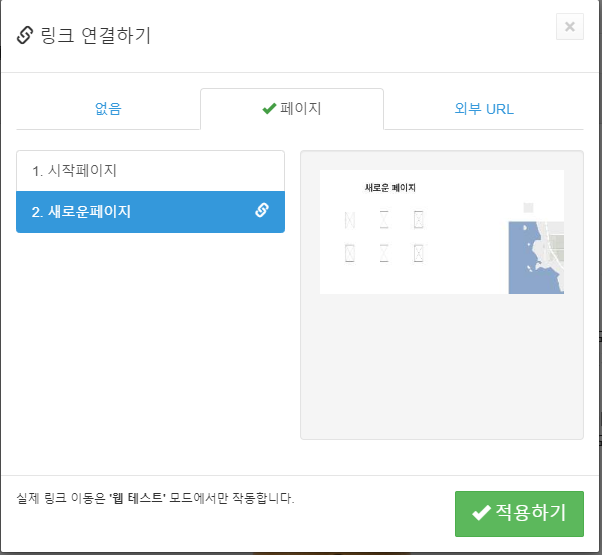 링크 연결하기
없음
페이지
외부 URL
1. 시작페이지
2. 새로운페이지
새로운 페이지
실제 링크 이동은 '웹 테스트' 모드에서만 작동합니다.
적용하기